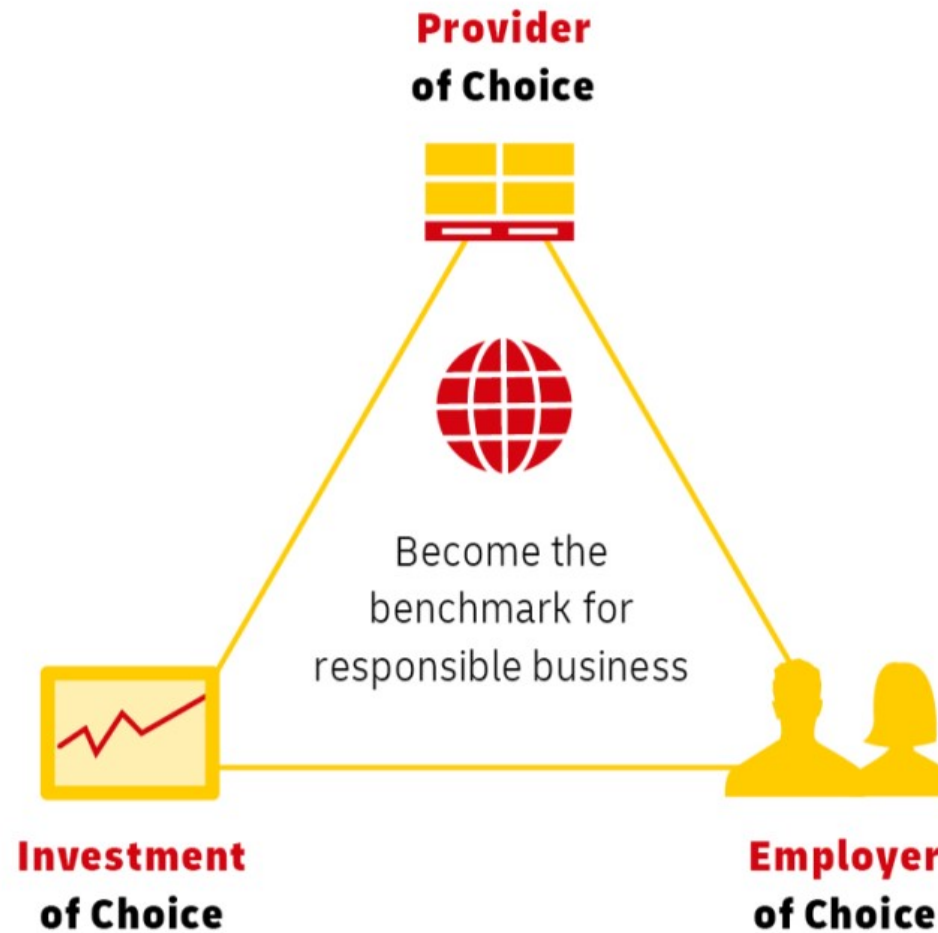 Provider
of Choice
Become the
benchmark for
responsible business
Investment
of Choice
Employer
of Choice